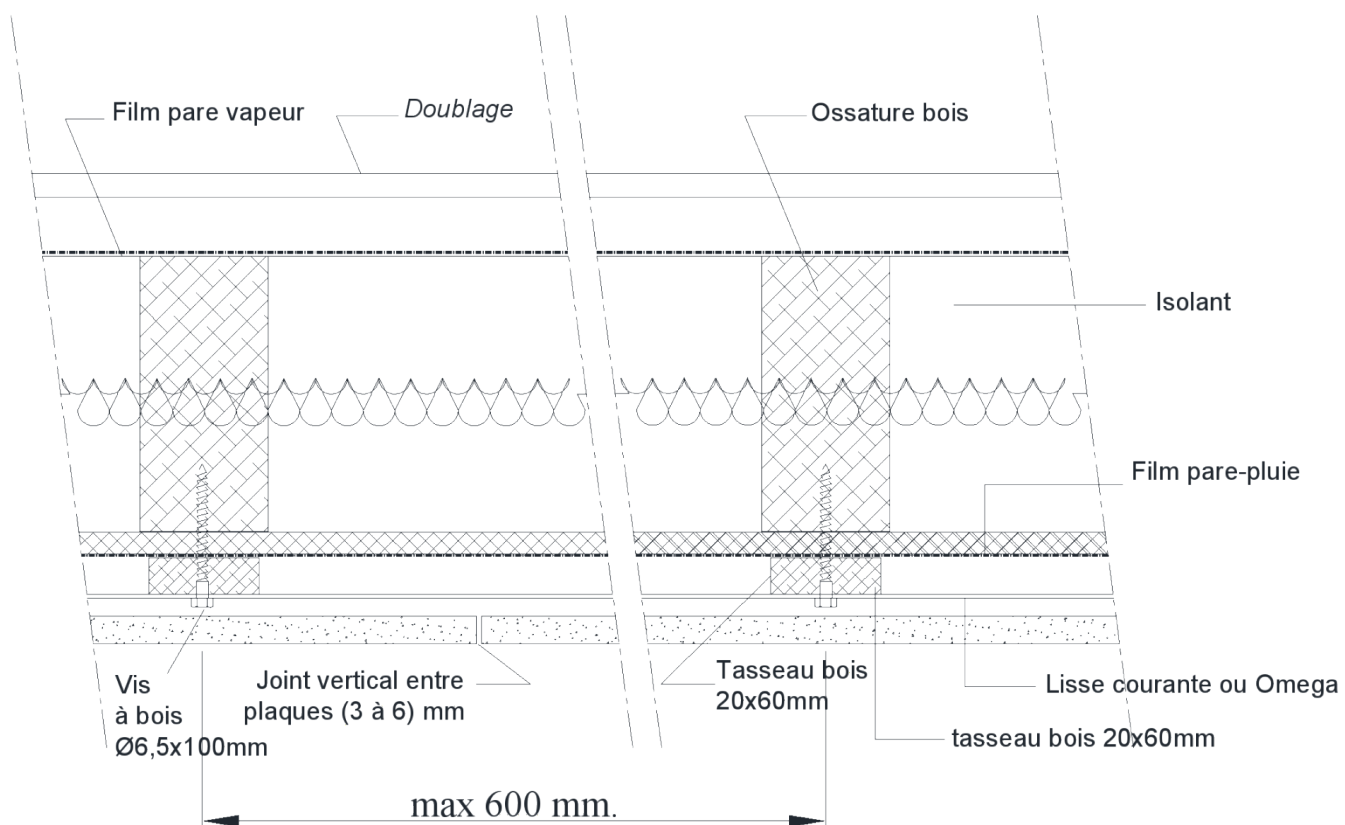 Film pare vapeur
Doublage
Ossature bois
Isolant
Film pare-pluie
Vis
à bois
Ø6,5x100mm
Joint vertical entre
plaques (3 à 6) mm
Tasseau bois
20x60mm
Lisse courante ou Omega
tasseau bois 20x60mm
max 600 mm.